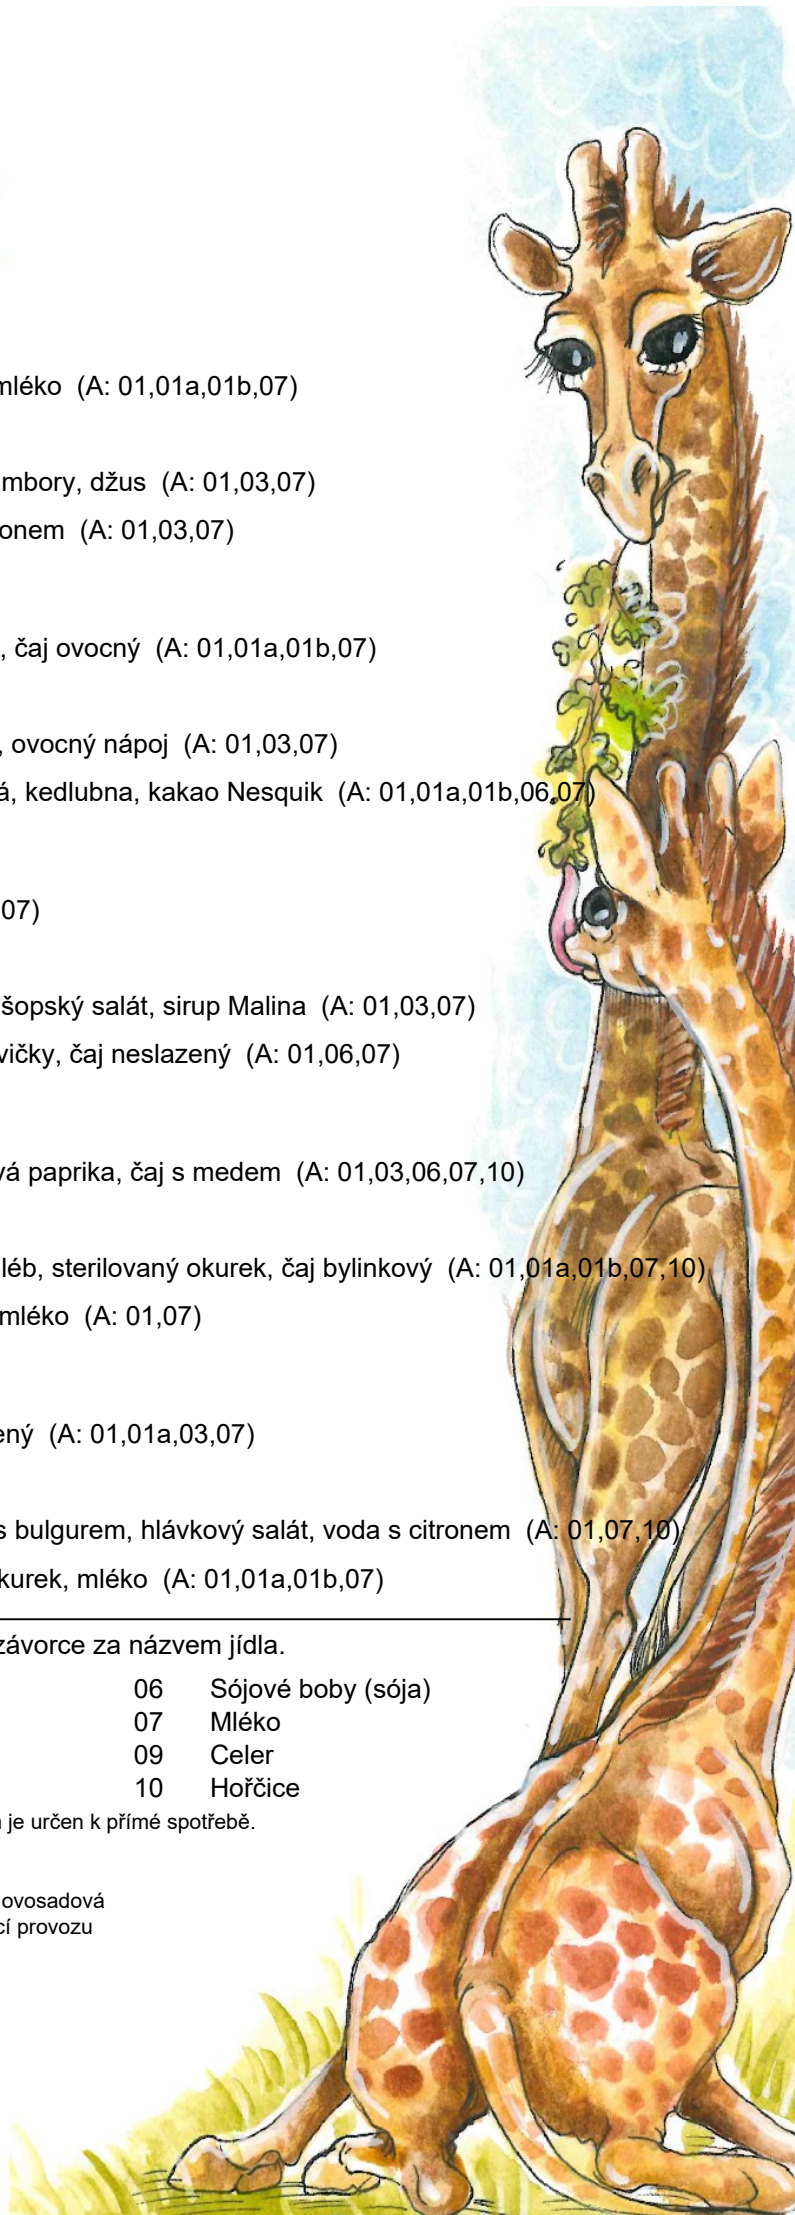 mléko (A: 01,01a,01b,07)
mbory, džus (A: 01,03,07)
onem (A: 01,03,07)
, čaj ovocný (A: 01,01a,01b,07)
, ovocný nápoj (A: 01,03,07)
á, kedlubna, kakao Nesquik (A: 01,01a,01b,06,07)
07)
šopský salát, sirup Malina (A: 01,03,07)
vičky, čaj neslazený (A: 01,06,07)
vá paprika, čaj s medem (A: 01,03,06,07,10)
léb, sterilovaný okurek, čaj bylinkový (A: 01,01a,01b,07,10)
mléko (A: 01,07)
ený (A: 01,01a,03,07)
s bulgurem, hlávkový salát, voda s citronem (A: 01,07,10)
kurek, mléko (A: 01,01a,01b,07)
závorce za názvem jídla.
06 Sójové boby (sója)
07 Mléko
09 Celer
10 Hořčice
je určen k přímé spotřebě.
ovosadová
cí provozu